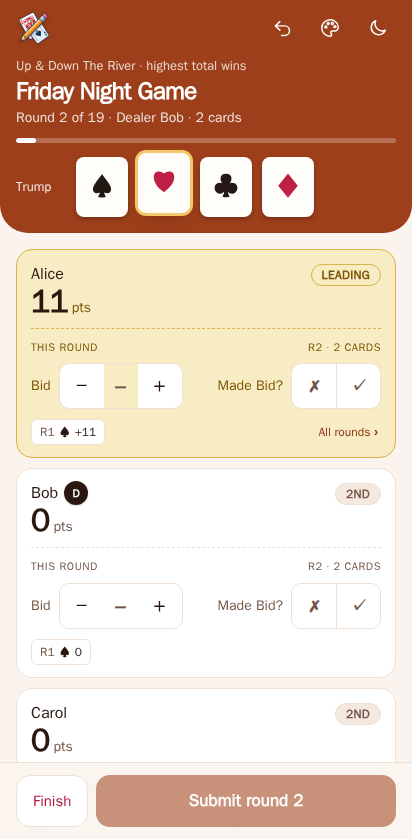 Up & Down The River · highest total wins
Friday Night Game
Round 2 of 19 · Dealer Bob · 2 cards
Trump ♠ ♥ ♣ ♦
Alice LEADING
11 pts
THIS ROUND R2 · 2 CARDS
Bid − – + Made Bid? ✗ ✓
R1 ♠ +11 All rounds ›
Bob D 2ND
0 pts
THIS ROUND R2 · 2 CARDS
Bid − – + Made Bid? ✗ ✓
R1 ♠ 0
Carol 2ND
0 pts
Finish Submit round 2